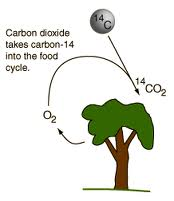 Carbon dioxide
takes carbon-14
into the food
cycle.
¹⁴C
¹⁴CO₂
O₂